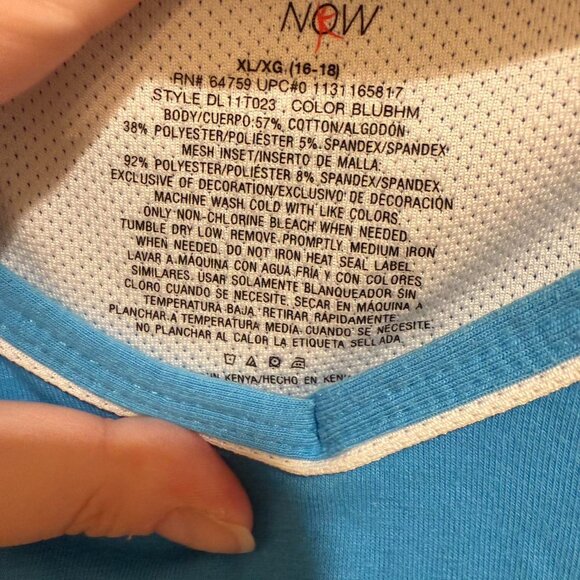 NOW
XL/XG (16-18)
RN# 64759 UPC#0 1131165817
STYLE DL11T023 COLOR BLUBHM
BODY/CUERPO:57% COTTON/ALGODÓN
38% POLYESTER/POLIÉSTER 5% SPANDEX/SPANDEX
MESH INSET/INSERTO DE MALLA:
92% POLYESTER/POLIÉSTER 8% SPANDEX/SPANDEX
EXCLUSIVE OF DECORATION/EXCLUSIVO DE DECORACIÓN
MACHINE WASH COLD WITH LIKE COLORS.
ONLY NON-CHLORINE BLEACH WHEN NEEDED.
TUMBLE DRY LOW. REMOVE PROMPTLY. MEDIUM IRON
WHEN NEEDED. DO NOT IRON HEAT SEAL LABEL.
LAVAR A MÁQUINA CON AGUA FRÍA Y CON COLORES
SIMILARES. USAR SOLAMENTE BLANQUEADOR SIN
CLORO CUANDO SE NECESITE. SECAR EN MÁQUINA A
TEMPERATURA BAJA. RETIRAR RÁPIDAMENTE.
PLANCHAR A TEMPERATURA MEDIA CUANDO SE NECESITE.
NO PLANCHAR AL CALOR LA ETIQUETA SELLADA.
IN KENYA/HECHO EN KEN